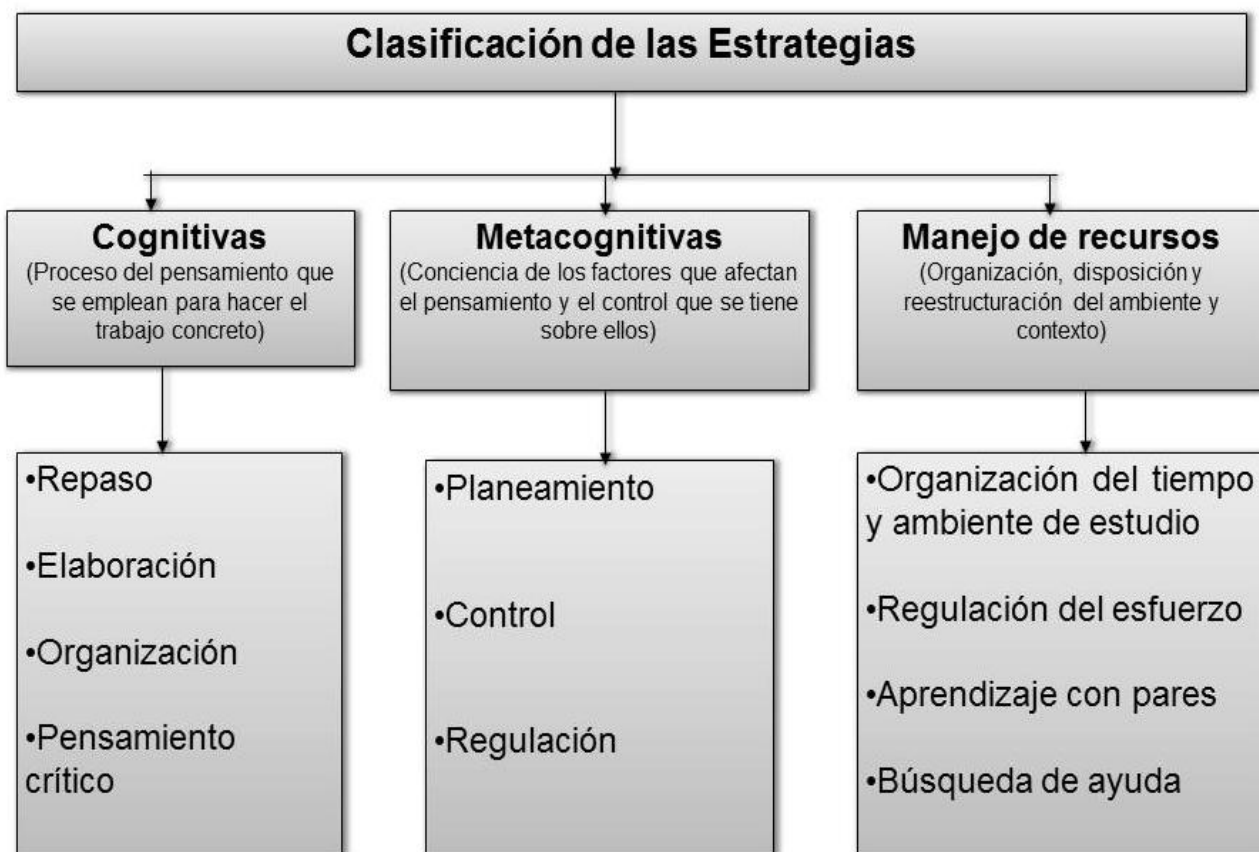 Clasificación de las Estrategias
Cognitivas
(Proceso del pensamiento que
se emplean para hacer el
trabajo concreto)
Metacognitivas
(Conciencia de los factores que afectan
el pensamiento y el control que se tiene
sobre ellos)
Manejo de recursos
(Organización, disposición y
reestructuración del ambiente y
contexto)
•Repaso
•Elaboración
•Organización
•Pensamiento
crítico
•Planeamiento
•Control
•Regulación
•Organización del tiempo
y ambiente de estudio
•Regulación del esfuerzo
•Aprendizaje con pares
•Búsqueda de ayuda